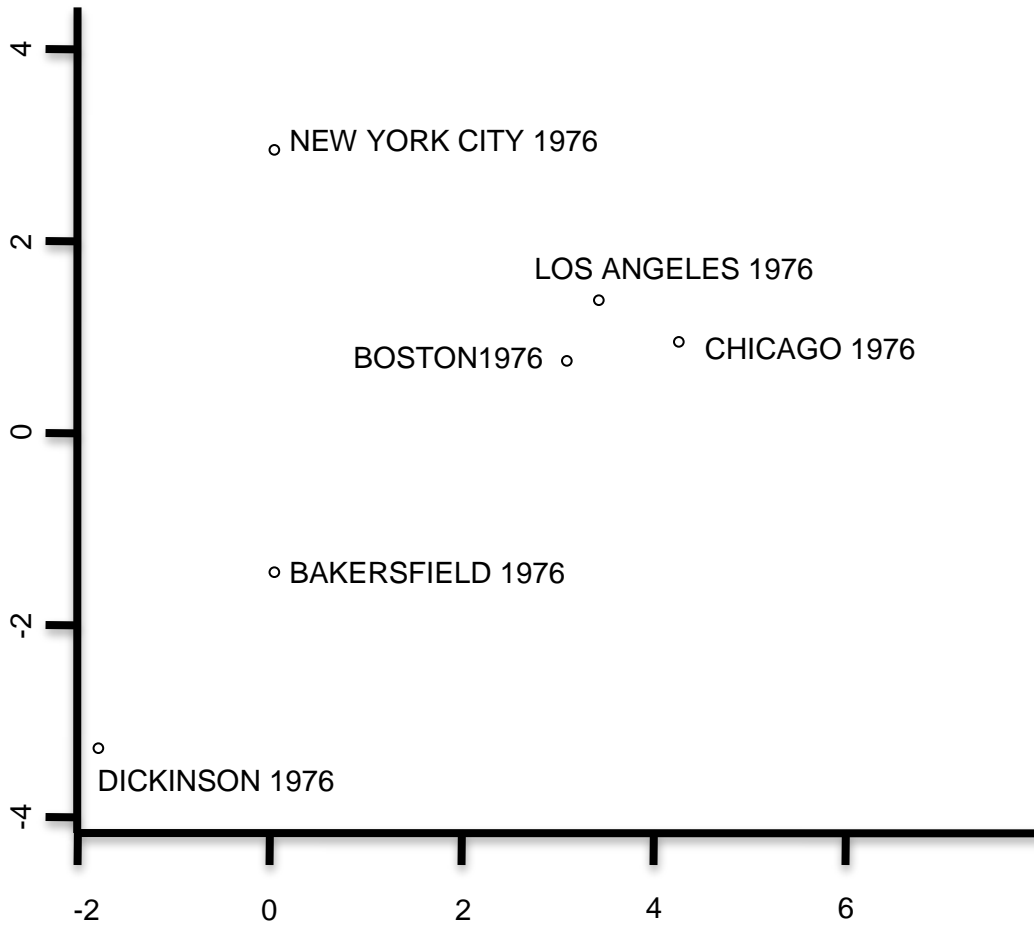 4
NEW YORK CITY 1976
2
LOS ANGELES 1976
CHICAGO 1976
BOSTON1976
0
BAKERSFIELD 1976
-2
DICKINSON 1976
-4
-2 0 2 4 6